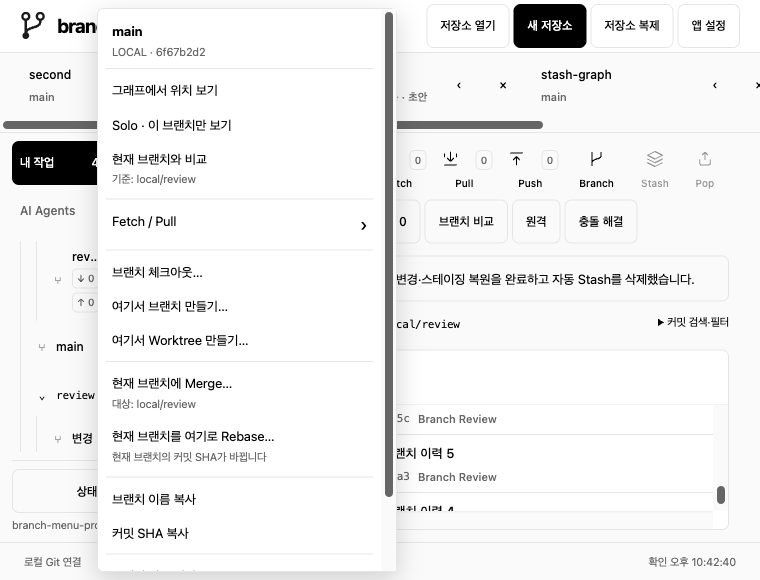 저장소 열기
새 저장소
저장소 복제
앱 설정
second
main
· 초안
stash-graph
main
내 작업
AI Agents
rev..
↓ 0
↑ 0
main
review
변경
상태
branch-menu-pro
main
LOCAL · 6f67b2d2
그래프에서 위치 보기
Solo · 이 브랜치만 보기
현재 브랜치와 비교
기준: local/review
Fetch / Pull
브랜치 체크아웃...
여기서 브랜치 만들기...
여기서 Worktree 만들기...
현재 브랜치에 Merge...
대상: local/review
현재 브랜치를 여기로 Rebase...
현재 브랜치의 커밋 SHA가 바뀝니다
브랜치 이름 복사
커밋 SHA 복사
0
0
0
tch
Pull
Push
Branch
Stash
Pop
0
브랜치 비교
원격
충돌 해결
변경·스테이징 복원을 완료하고 자동 Stash를 삭제했습니다.
cal/review
▶ 커밋 검색·필터
5c Branch Review
랜치 이력 5
a3 Branch Review
랜치 이력 4
로컬 Git 연결
확인 오후 10:42:40